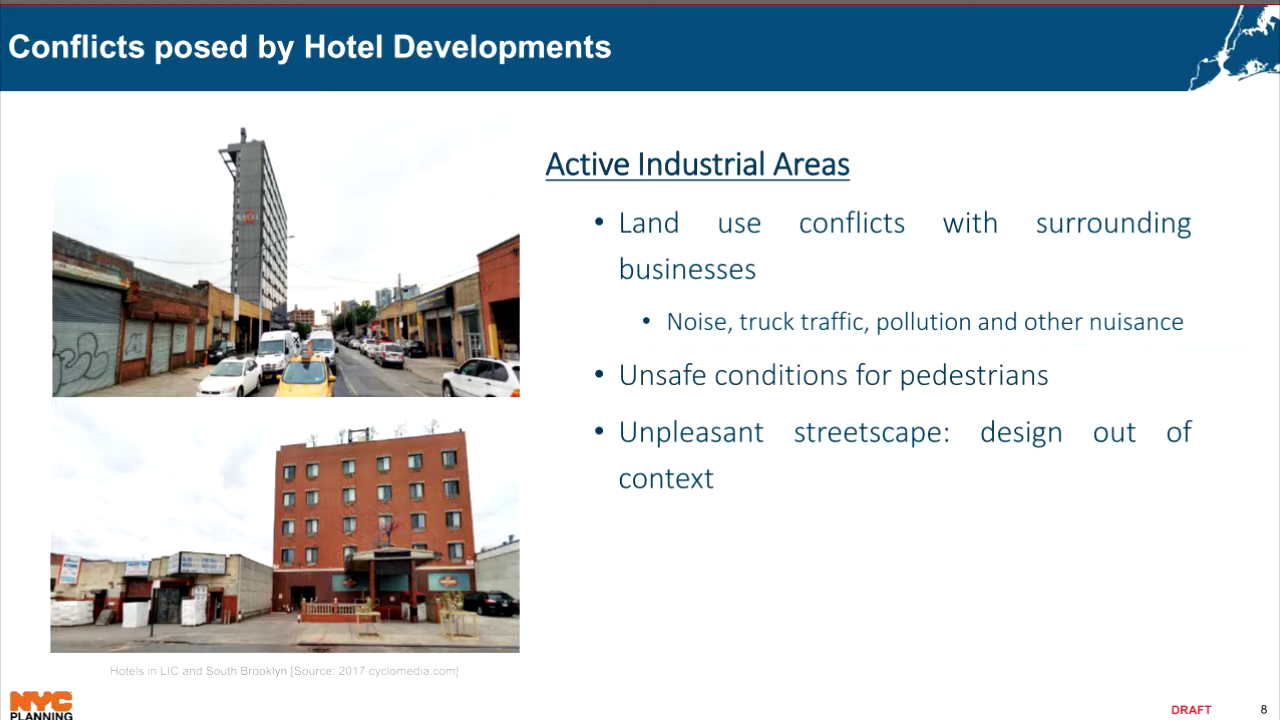 Conflicts posed by Hotel Developments
Active Industrial Areas
• Land use conflicts with surrounding
businesses
• Noise, truck traffic, pollution and other nuisance
• Unsafe conditions for pedestrians
• Unpleasant streetscape: design out of
context
Hotels in LIC and South Brooklyn [Source: 2017 cyclomedia.com]
NYC
PLANNING
DRAFT
8